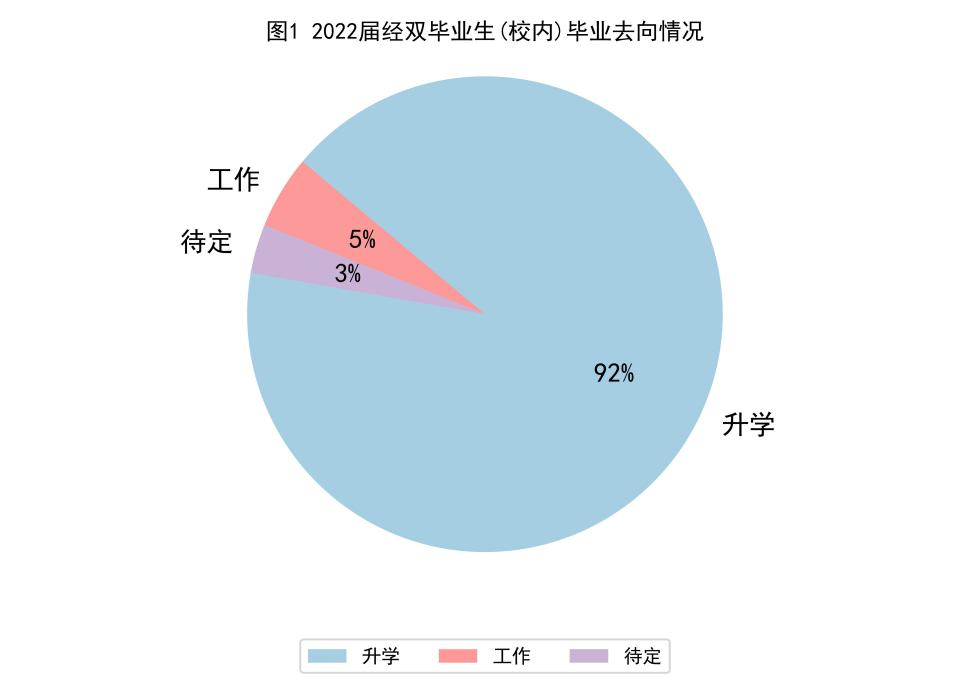 图1 2022届经双毕业生(校内)毕业去向情况
工作
待定
5%
3%
92%
升学
升学 工作 待定